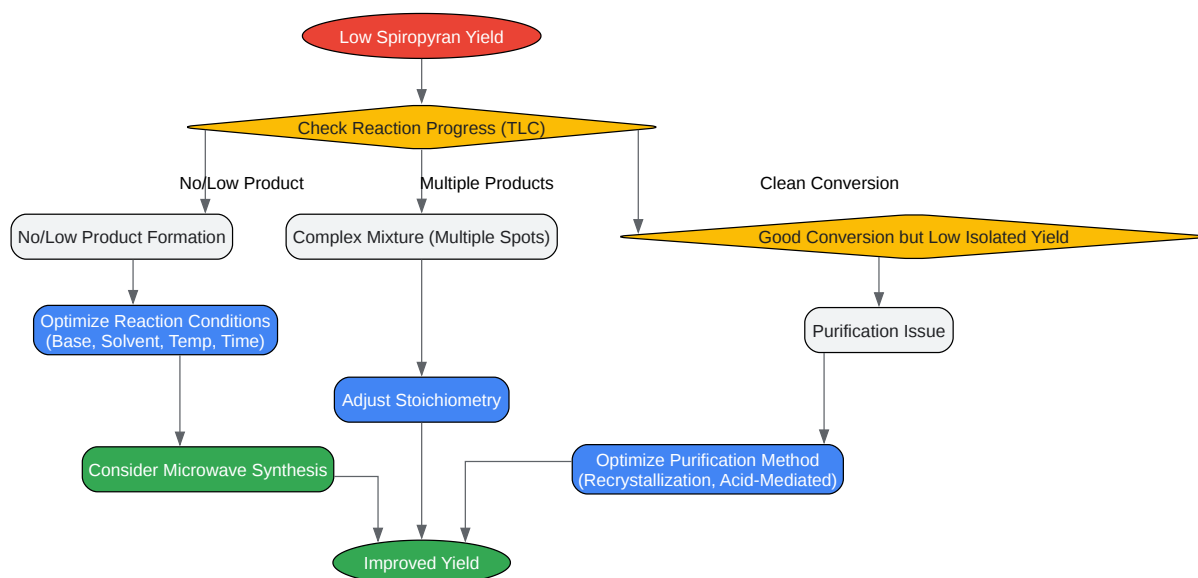 Low Spiropyran Yield
Check Reaction Progress (TLC)
No/Low Product
Multiple Products
Clean Conversion
No/Low Product Formation
Complex Mixture (Multiple Spots)
Good Conversion but Low Isolated Yield
Optimize Reaction Conditions
(Base, Solvent, Temp, Time)
Purification Issue
Adjust Stoichiometry
Consider Microwave Synthesis
Optimize Purification Method
(Recrystallization, Acid-Mediated)
Improved Yield